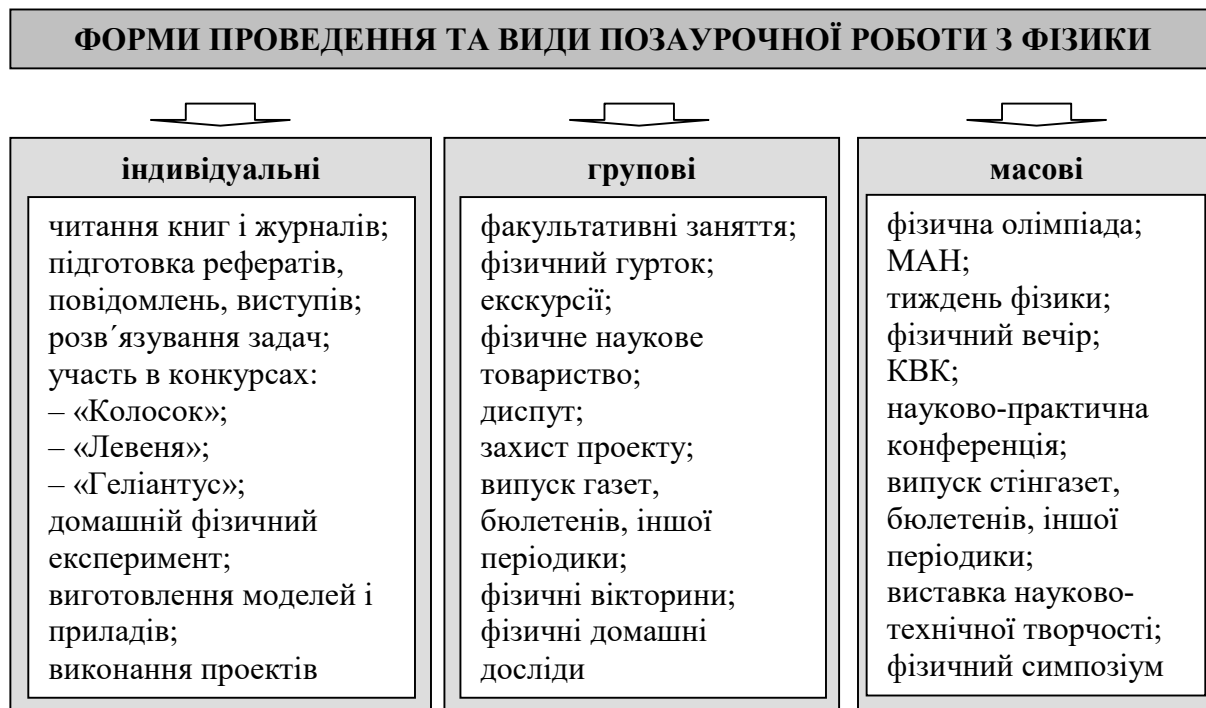 ФОРМИ ПРОВЕДЕННЯ ТА ВИДИ ПОЗАУРОЧНОЇ РОБОТИ З ФІЗИКИ
індивідуальні
читання книг і журналів;
підготовка рефератів,
повідомлень, виступів;
розв´язування задач;
участь в конкурсах:
– «Колосок»;
– «Левеня»;
– «Геліантус»;
домашній фізичний
експеримент;
виготовлення моделей і
приладів;
виконання проектів
групові
факультативні заняття;
фізичний гурток;
екскурсії;
фізичне наукове
товариство;
диспут;
захист проекту;
випуск газет,
бюлетенів, іншої
періодики;
фізичні вікторини;
фізичні домашні
досліди
масові
фізична олімпіада;
МАН;
тиждень фізики;
фізичний вечір;
КВК;
науково-практична
конференція;
випуск стінгазет,
бюлетенів, іншої
періодики;
виставка науково-
технічної творчості;
фізичний симпозіум